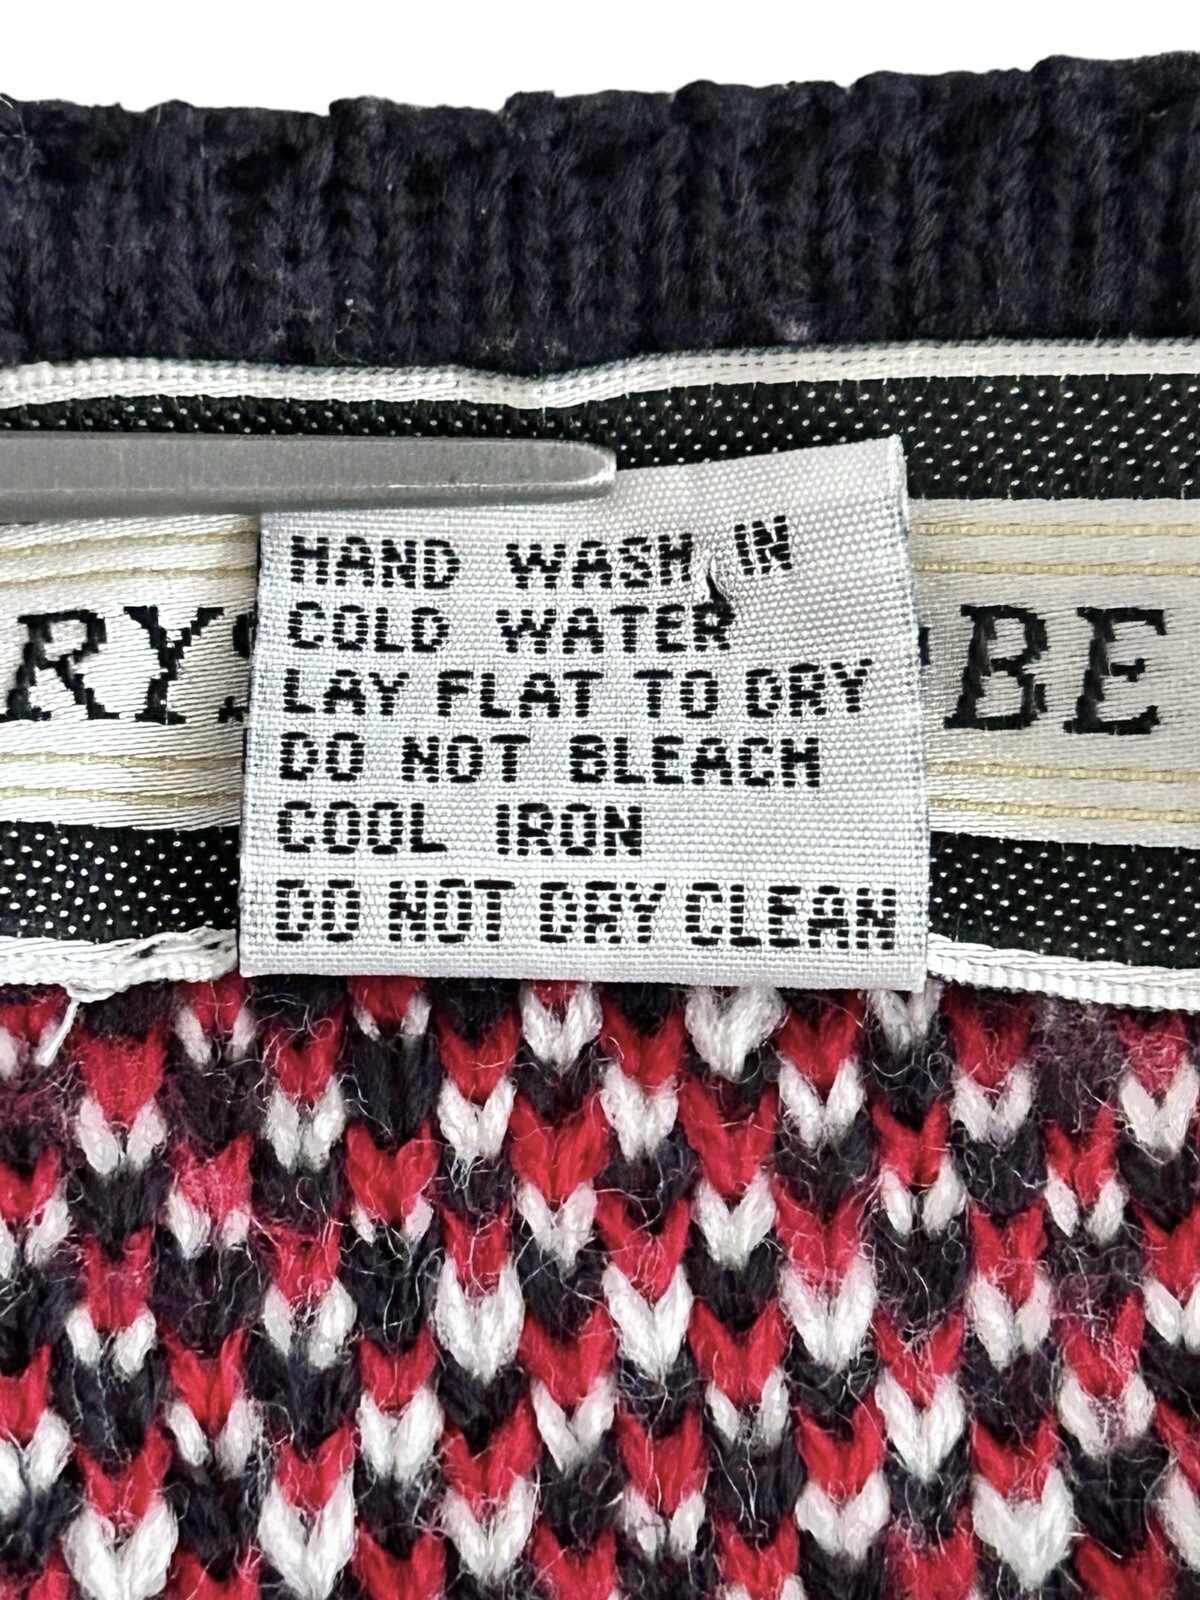 HAND WASH IN
COLD WATER
LAY FLAT TO DRY
DO NOT BLEACH
COOL IRON
DO NOT DRY CLEAN